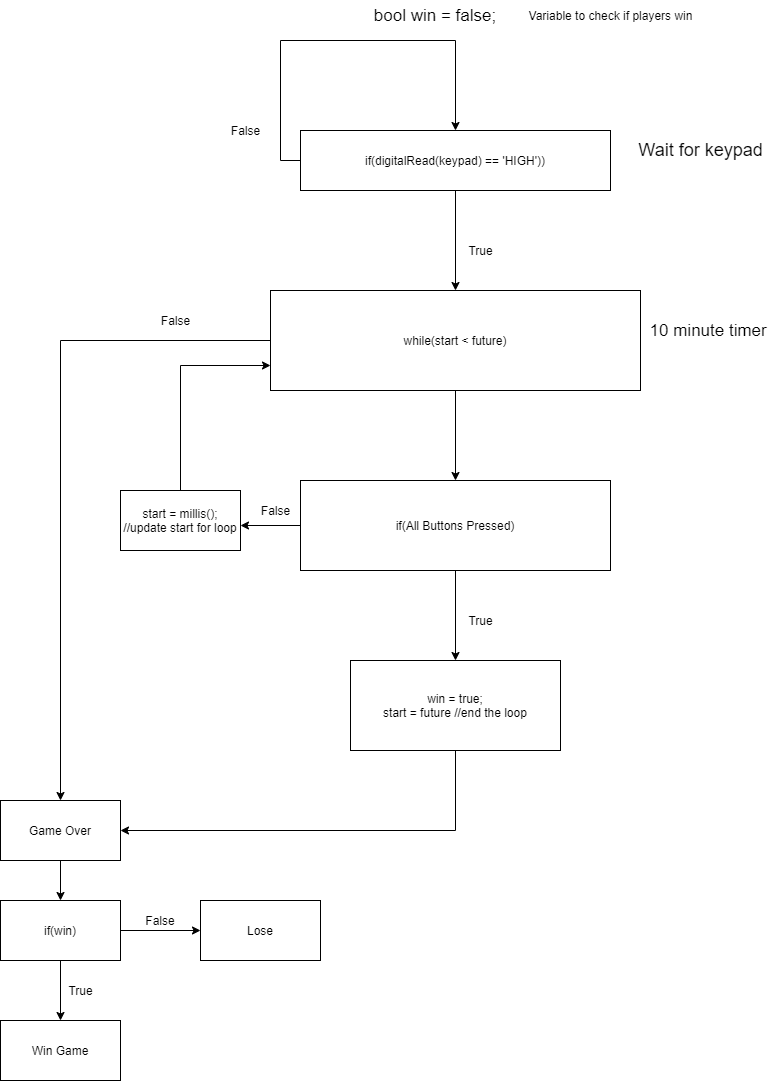 bool win = false;
Variable to check if players win
False
if(digitalRead(keypad) == 'HIGH'))
Wait for keypad
True
False
while(start < future)
10 minute timer
start = millis();
//update start for loop
False
if(All Buttons Pressed)
True
win = true;
start = future //end the loop
Game Over
if(win)
False
Lose
True
Win Game